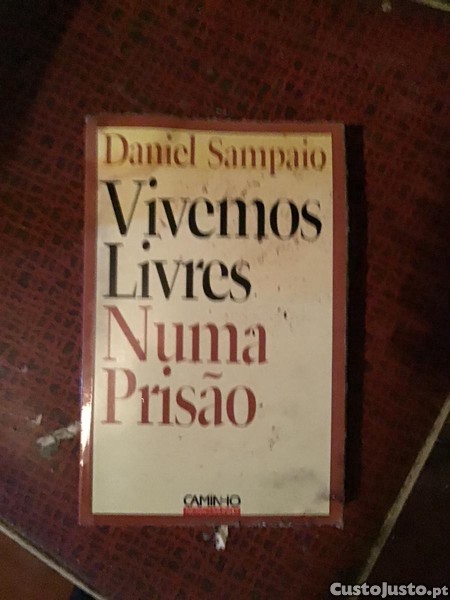 Daniel Sampaio
Vivemos
Livres
Numa
Prisão
CAMINHO
CustoJusto.pt